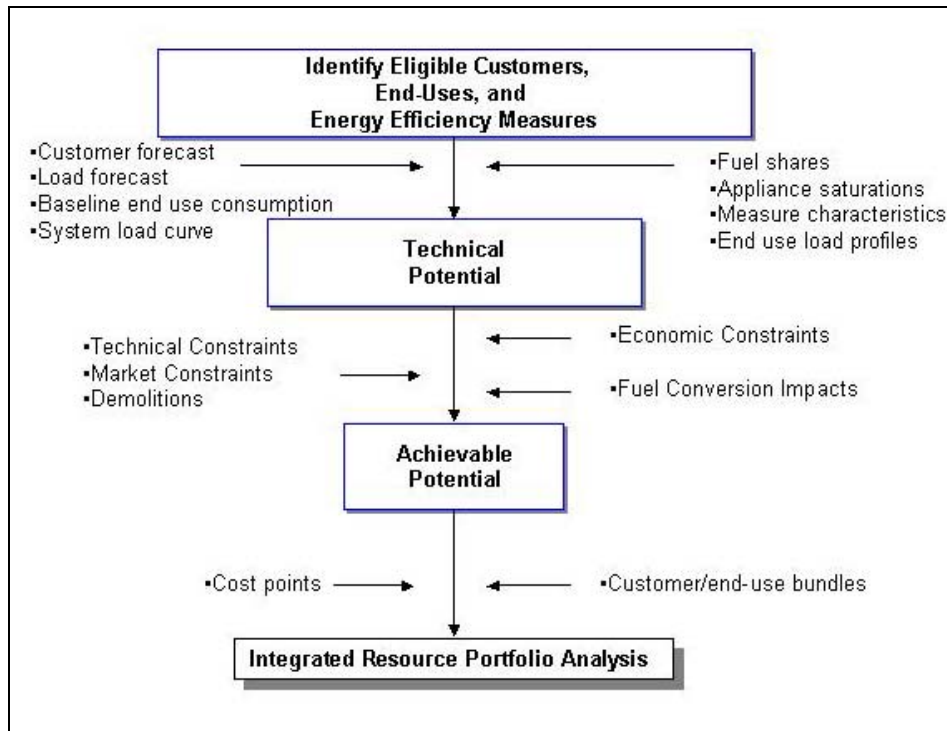 Identify Eligible Customers,
End-Uses, and
Energy Efficiency Measures
▪Customer forecast
▪Load forecast
▪Baseline end use consumption
▪System load curve
▪Fuel shares
▪Appliance saturations
▪Measure characteristics
▪End use load profiles
Technical
Potential
▪Technical Constraints
▪Market Constraints
▪Demolitions
▪Economic Constraints
▪Fuel Conversion Impacts
Achievable
Potential
▪Cost points
▪Customer/end-use bundles
Integrated Resource Portfolio Analysis